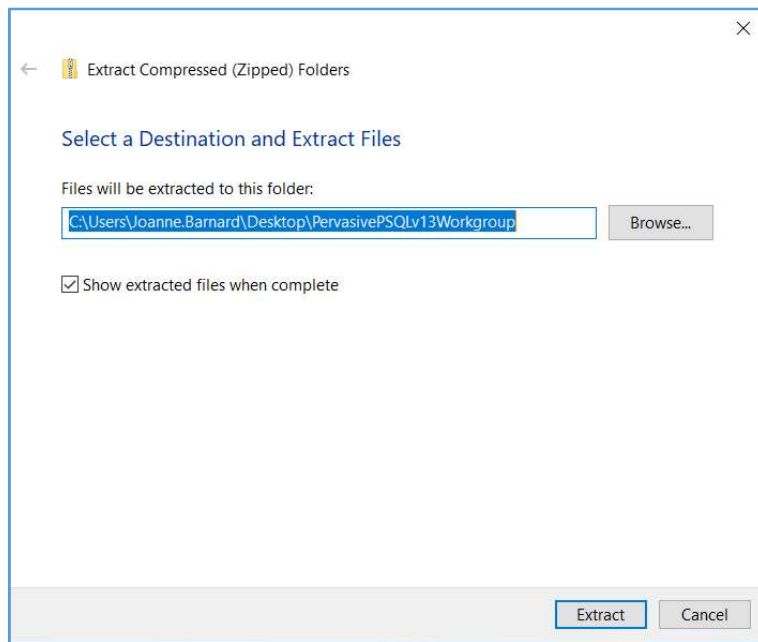 Extract Compressed (Zipped) Folders
Select a Destination and Extract Files
Files will be extracted to this folder:
C:\Users\Joanne.Barnard\Desktop\PervasivePSQLv13Workgroup
Browse...
Show extracted files when complete
Extract Cancel